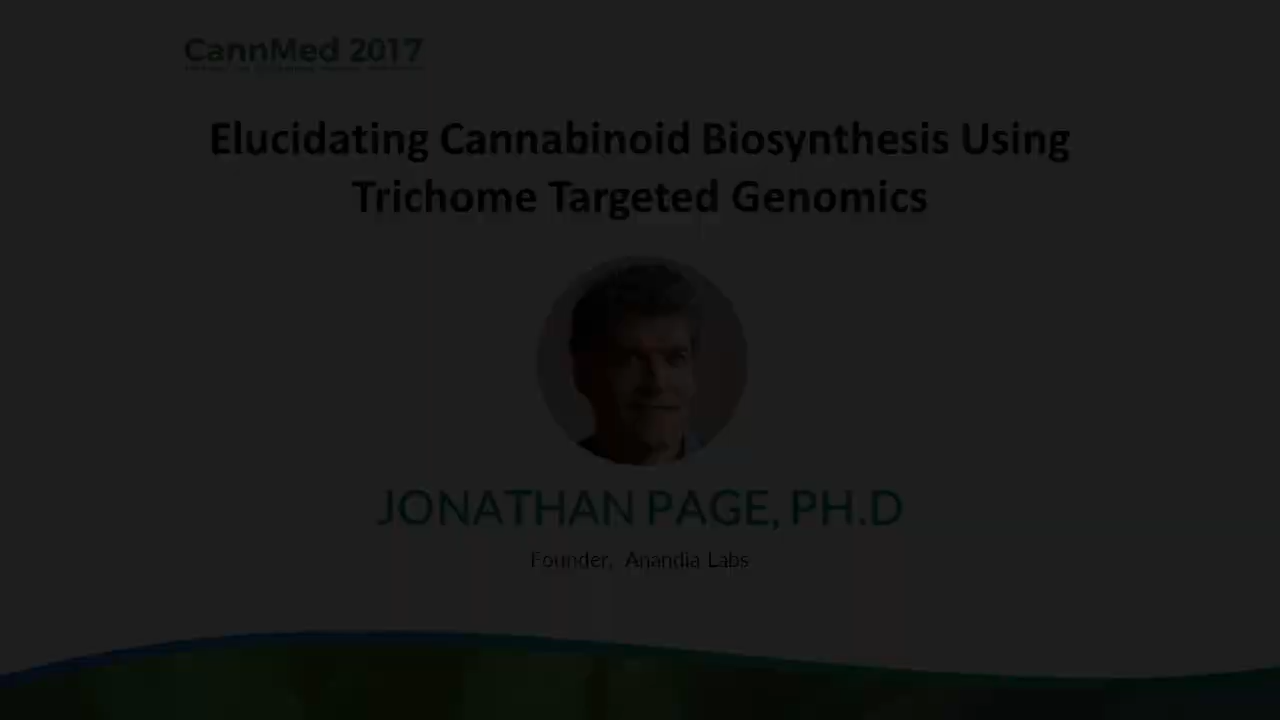 CannMed 2017
Elucidating Cannabinoid Biosynthesis Using
Trichome Targeted Genomics
JONATHAN PAGE, PH.D
Founder, Anandia Labs